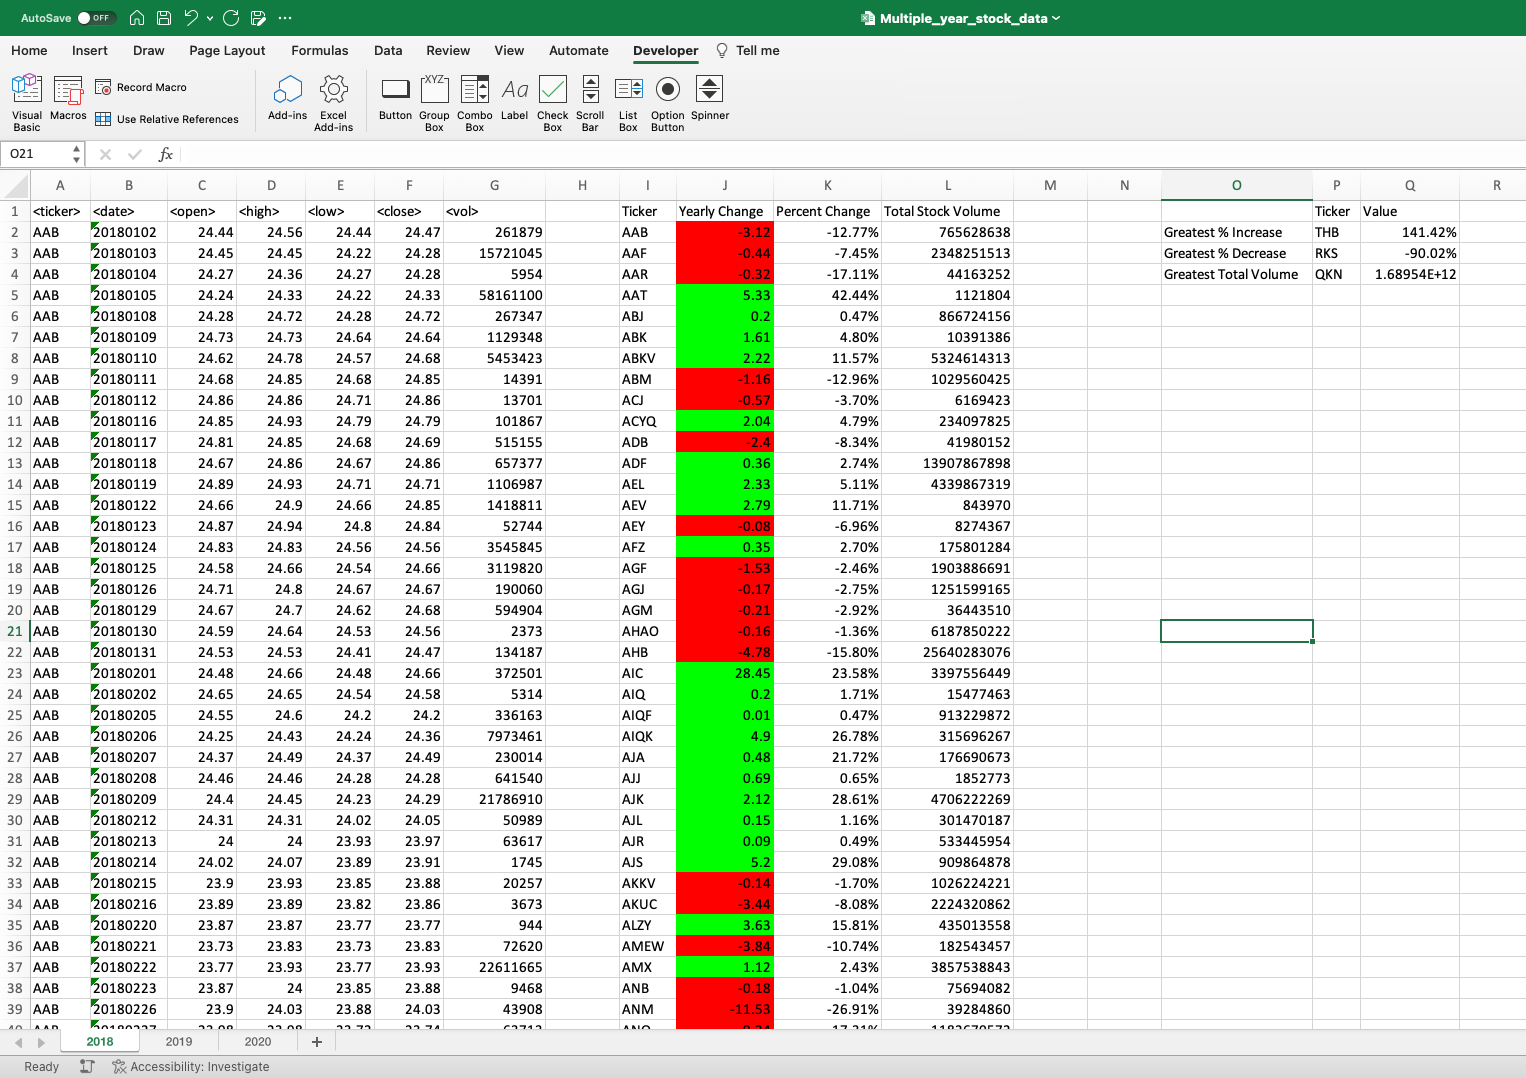 AutoSave OFF Multiple_year_stock_data
Home Insert Draw Page Layout Formulas Data Review View Automate Developer Tell me
Visual Basic Macros Record Macro Use Relative References Add-ins Excel Add-ins Button Group Box Combo Box Label Check Box Scroll Bar List Box Option Button Spinner
O21 fx
A B C D E F G H I J K L M N O P Q R
1 <ticker> <date> <open> <high> <low> <close> <vol> Ticker Yearly Change Percent Change Total Stock Volume Ticker Value
2 AAB 20180102 24.44 24.56 24.44 24.47 261879 AAB -3.12 -12.77% 765628638 Greatest % Increase THB 141.42%
3 AAB 20180103 24.45 24.45 24.22 24.28 15721045 AAF -0.44 -7.45% 2348251513 Greatest % Decrease RKS -90.02%
4 AAB 20180104 24.27 24.36 24.27 24.28 5954 AAR -0.32 -17.11% 44163252 Greatest Total Volume QKN 1.68954E+12
5 AAB 20180105 24.24 24.33 24.22 24.33 58161100 AAT 5.33 42.44% 1121804
6 AAB 20180108 24.28 24.72 24.28 24.72 267347 ABJ 0.2 0.47% 866724156
7 AAB 20180109 24.73 24.73 24.64 24.64 1129348 ABK 1.61 4.80% 10391386
8 AAB 20180110 24.62 24.78 24.57 24.68 5453423 ABKV 2.22 11.57% 5324614313
9 AAB 20180111 24.68 24.85 24.68 24.85 14391 ABM -1.16 -12.96% 1029560425
10 AAB 20180112 24.86 24.86 24.71 24.86 13701 ACJ -0.57 -3.70% 6169423
11 AAB 20180116 24.85 24.93 24.79 24.79 101867 ACYQ 2.04 4.79% 234097825
12 AAB 20180117 24.81 24.85 24.68 24.69 515155 ADB -2.4 -8.34% 41980152
13 AAB 20180118 24.67 24.86 24.67 24.86 657377 ADF 0.36 2.74% 13907867898
14 AAB 20180119 24.89 24.93 24.71 24.71 1106987 AEL 2.33 5.11% 4339867319
15 AAB 20180122 24.66 24.9 24.66 24.85 1418811 AEV 2.79 11.71% 843970
16 AAB 20180123 24.87 24.94 24.8 24.84 52744 AEY -0.08 -6.96% 8274367
17 AAB 20180124 24.83 24.83 24.56 24.56 3545845 AFZ 0.35 2.70% 175801284
18 AAB 20180125 24.58 24.66 24.54 24.66 3119820 AGF -1.53 -2.46% 1903886691
19 AAB 20180126 24.71 24.8 24.67 24.67 190060 AGJ -0.17 -2.75% 1251599165
20 AAB 20180129 24.67 24.7 24.62 24.68 594904 AGM -0.21 -2.92% 36443510
21 AAB 20180130 24.59 24.64 24.53 24.56 2373 AHAO -0.16 -1.36% 6187850222
22 AAB 20180131 24.53 24.53 24.41 24.47 134187 AHB -4.78 -15.80% 25640283076
23 AAB 20180201 24.48 24.66 24.48 24.66 372501 AIC 28.45 23.58% 3397556449
24 AAB 20180202 24.65 24.65 24.54 24.58 5314 AIQ 0.2 1.71% 15477463
25 AAB 20180205 24.55 24.6 24.2 24.2 336163 AIQF 0.01 0.47% 913229872
26 AAB 20180206 24.25 24.43 24.24 24.36 7973461 AIQK 4.9 26.78% 315696267
27 AAB 20180207 24.37 24.49 24.37 24.49 230014 AJA 0.48 21.72% 176690673
28 AAB 20180208 24.46 24.46 24.28 24.28 641540 AJJ 0.69 0.65% 1852773
29 AAB 20180209 24.4 24.45 24.23 24.29 21786910 AJK 2.12 28.61% 4706222269
30 AAB 20180212 24.31 24.31 24.02 24.05 50989 AJL 0.15 1.16% 301470187
31 AAB 20180213 24 24 23.93 23.97 63617 AJR 0.09 0.49% 533445954
32 AAB 20180214 24.02 24.07 23.89 23.91 1745 AJS 5.2 29.08% 909864878
33 AAB 20180215 23.9 23.93 23.85 23.88 20257 AKKV -0.14 -1.70% 1026224221
34 AAB 20180216 23.89 23.89 23.82 23.86 3673 AKUC -3.44 -8.08% 2224320862
35 AAB 20180220 23.87 23.87 23.77 23.77 944 ALZY 3.63 15.81% 435013558
36 AAB 20180221 23.73 23.83 23.73 23.83 72620 AMEW -3.84 -10.74% 182543457
37 AAB 20180222 23.77 23.93 23.77 23.93 22611665 AMX 1.12 2.43% 3857538843
38 AAB 20180223 23.87 24 23.85 23.88 9468 ANB -0.18 -1.04% 75694082
39 AAB 20180226 23.9 24.03 23.88 24.03 43908 ANM -11.53 -26.91% 39284860
2018 2019 2020 +
Ready Accessibility: Investigate